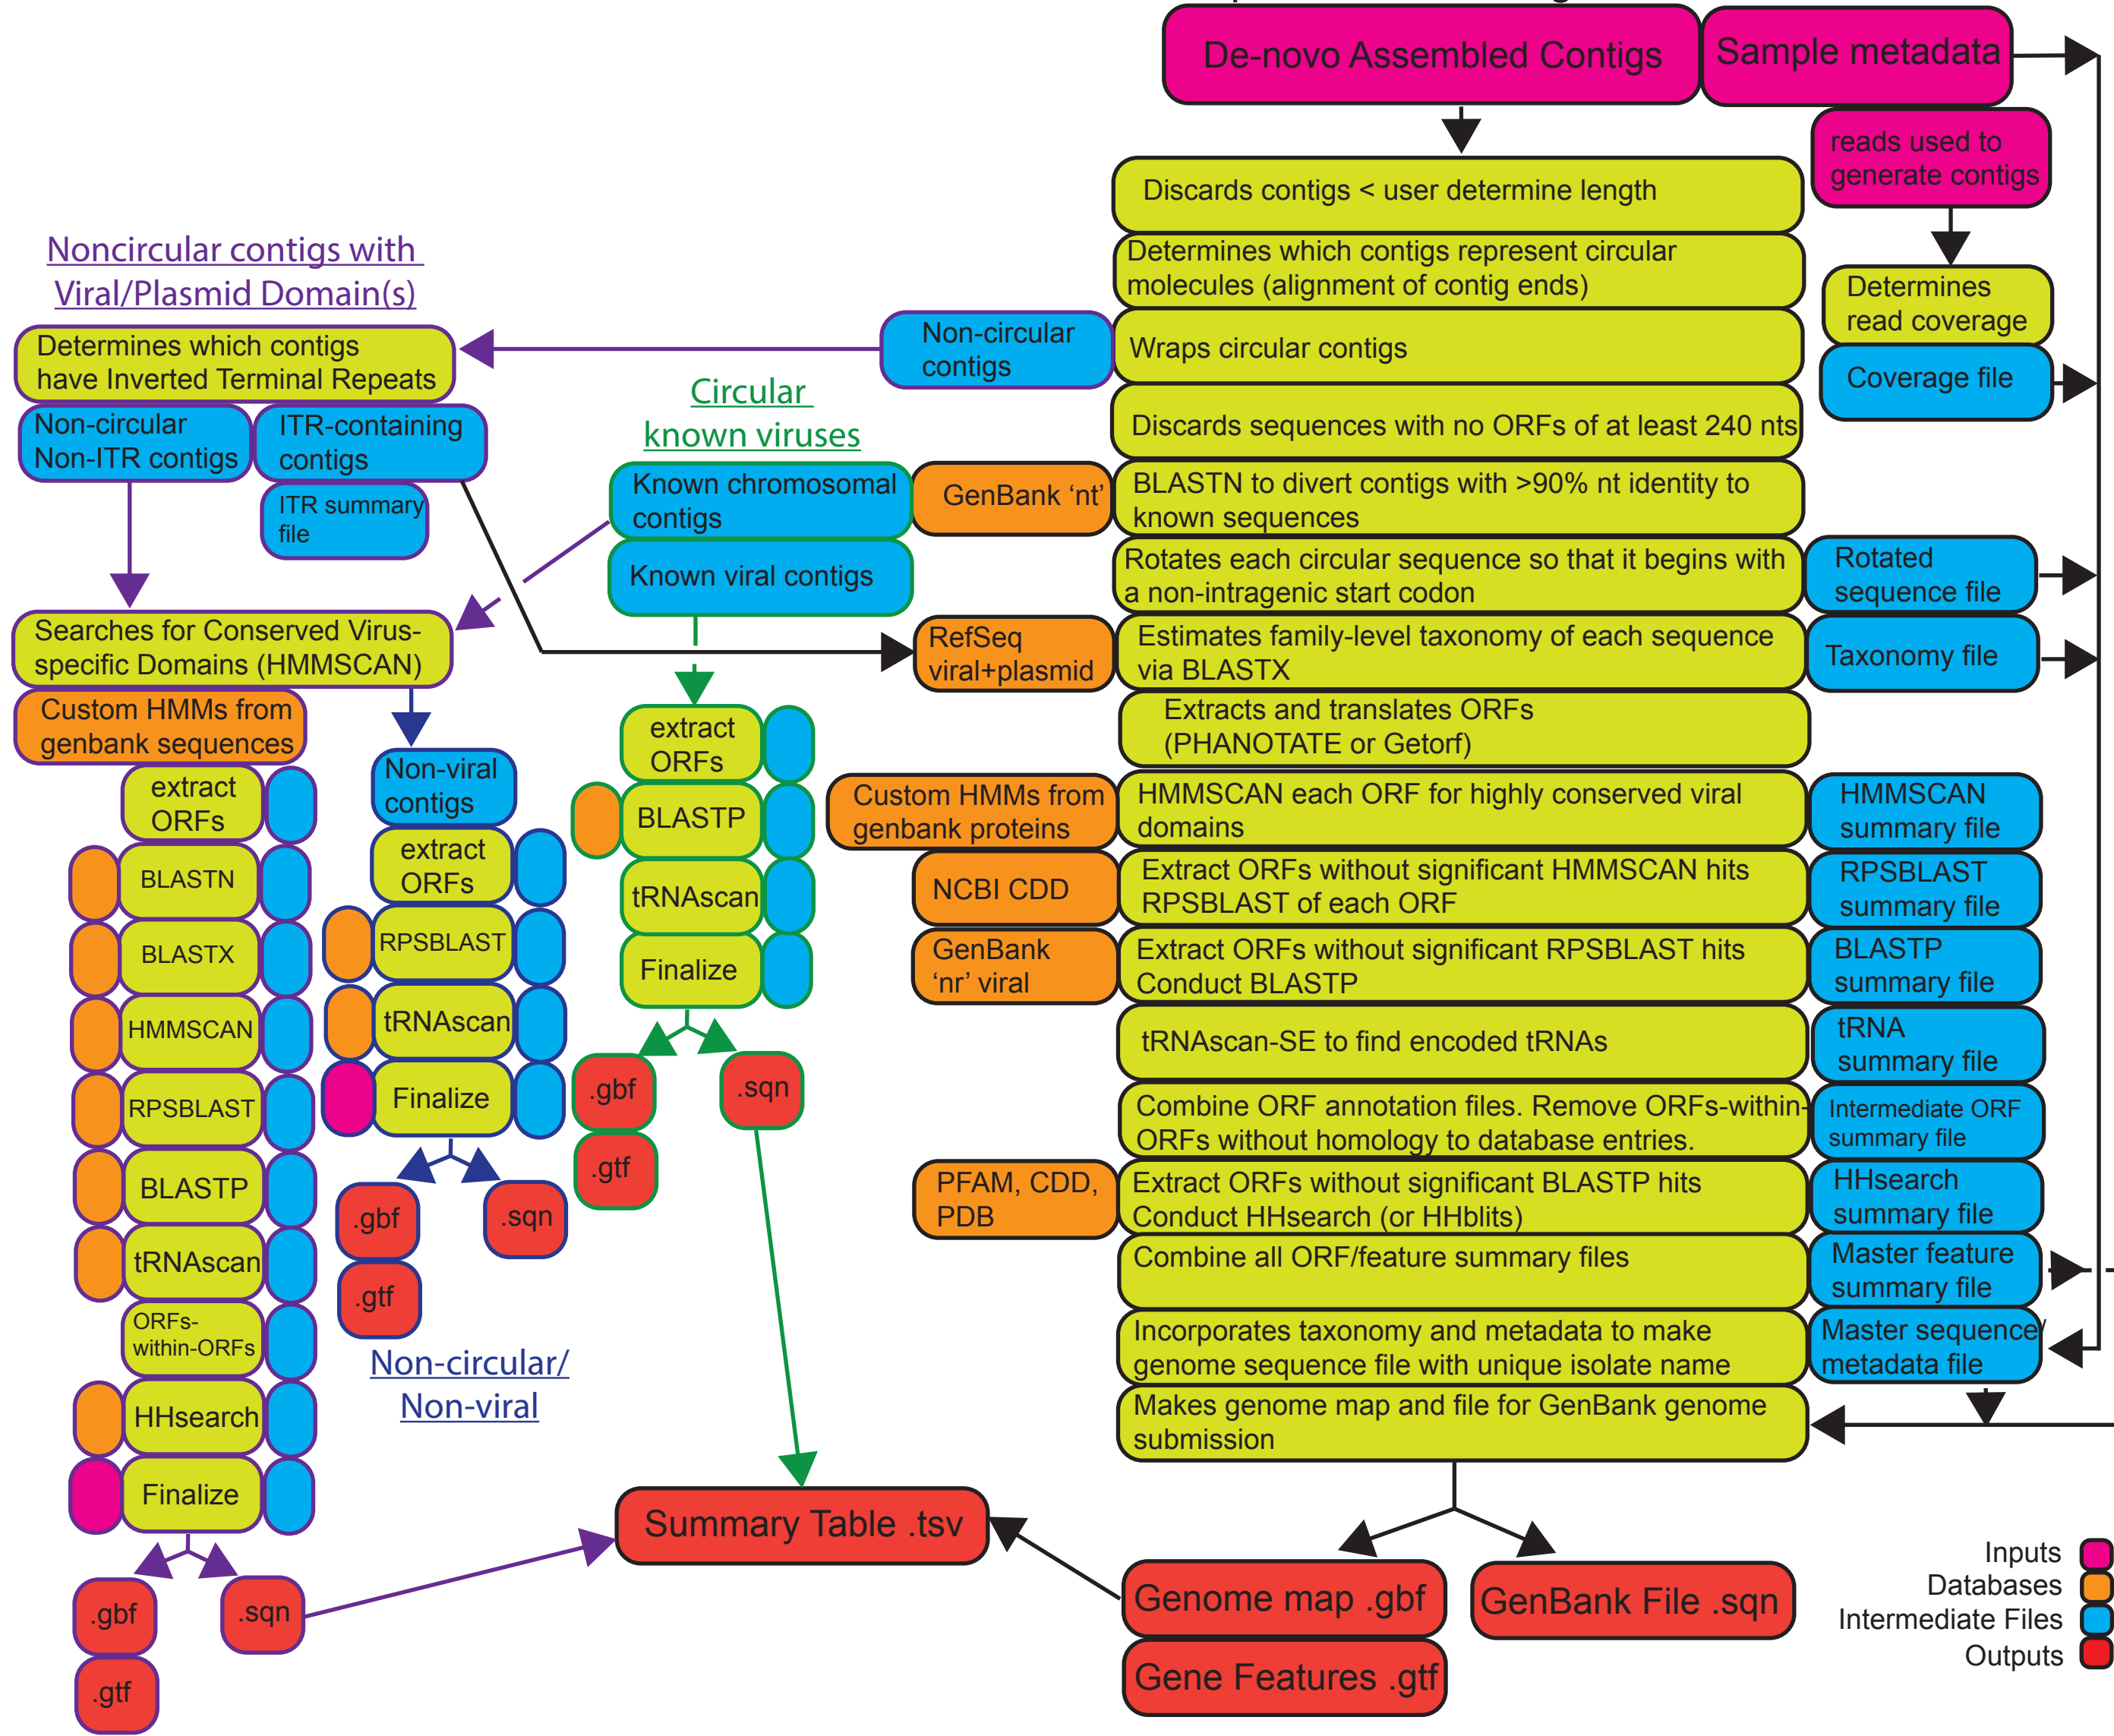 De-novo Assembled Contigs
Sample metadata
reads used to
generate contigs
Discards contigs < user determine length
Determines which contigs represent circular
molecules (alignment of contig ends)
Determines
read coverage
Noncircular contigs with
Viral/Plasmid Domain(s)
Non-circular
contigs
Wraps circular contigs
Coverage file
Determines which contigs
have Inverted Terminal Repeats
Circular
known viruses
Discards sequences with no ORFs of at least 240 nts
Non-circular
Non-ITR contigs
ITR-containing
contigs
ITR summary
file
Known chromosomal
contigs
GenBank ‘nt’
BLASTN to divert contigs with >90% nt identity to
known sequences
Known viral contigs
Rotates each circular sequence so that it begins with
a non-intragenic start codon
Rotated
sequence file
Searches for Conserved Virus-
specific Domains (HMMSCAN)
RefSeq
viral+plasmid
Estimates family-level taxonomy of each sequence
via BLASTX
Taxonomy file
Custom HMMs from
genbank sequences
Extracts and translates ORFs
(PHANOTATE or Getorf)
Custom HMMs from
genbank proteins
HMMSCAN each ORF for highly conserved viral
domains
HMMSCAN
summary file
NCBI CDD
Extract ORFs without significant HMMSCAN hits
RPSBLAST of each ORF
RPSBLAST
summary file
GenBank
‘nr’ viral
Extract ORFs without significant RPSBLAST hits
Conduct BLASTP
BLASTP
summary file
tRNAscan-SE to find encoded tRNAs
tRNA
summary file
Combine ORF annotation files. Remove ORFs-within-
ORFs without homology to database entries.
Intermediate ORF
summary file
PFAM, CDD,
PDB
Extract ORFs without significant BLASTP hits
Conduct HHsearch (or HHblits)
HHsearch
summary file
Combine all ORF/feature summary files
Master feature
summary file
Incorporates taxonomy and metadata to make
genome sequence file with unique isolate name
Master sequence/
metadata file
Makes genome map and file for GenBank genome
submission
extract
ORFs
BLASTN
BLASTX
HMMSCAN
RPSBLAST
BLASTP
tRNAscan
ORFs-
within-ORFs
HHsearch
Finalize
.gbf
.sqn
.gtf
Non-viral
contigs
extract
ORFs
RPSBLAST
tRNAscan
Finalize
.gbf
.sqn
.gtf
Non-circular/
Non-viral
extract
ORFs
BLASTP
tRNAscan
Finalize
.gbf
.sqn
.gtf
Summary Table .tsv
Genome map .gbf
GenBank File .sqn
Gene Features .gtf
Inputs
Databases
Intermediate Files
Outputs